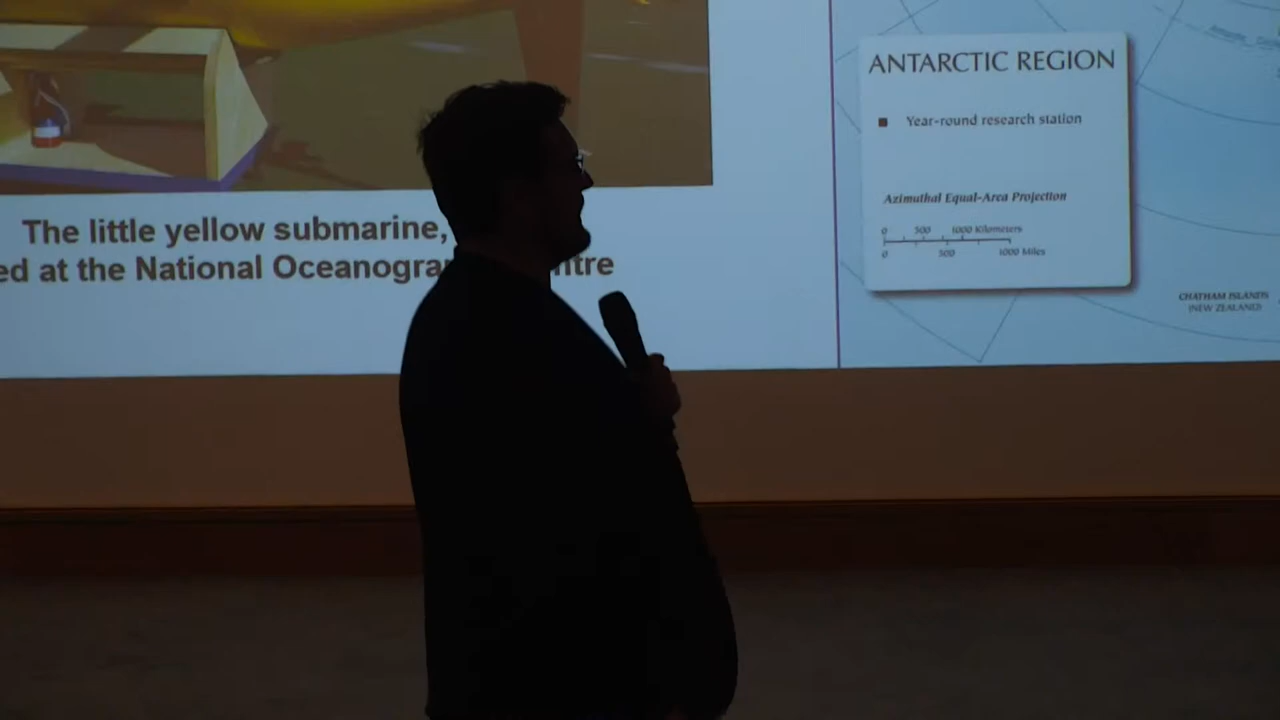 The little yellow submarine,
ed at the National Oceanogra ntre
ANTARCTIC REGION
Year-round research station
Azimuthal Equal-Area Projection
0 500 1000 Kilometers
0 500 1000 Miles
CHATHAM ISLANDS
(NEW ZEALAND)